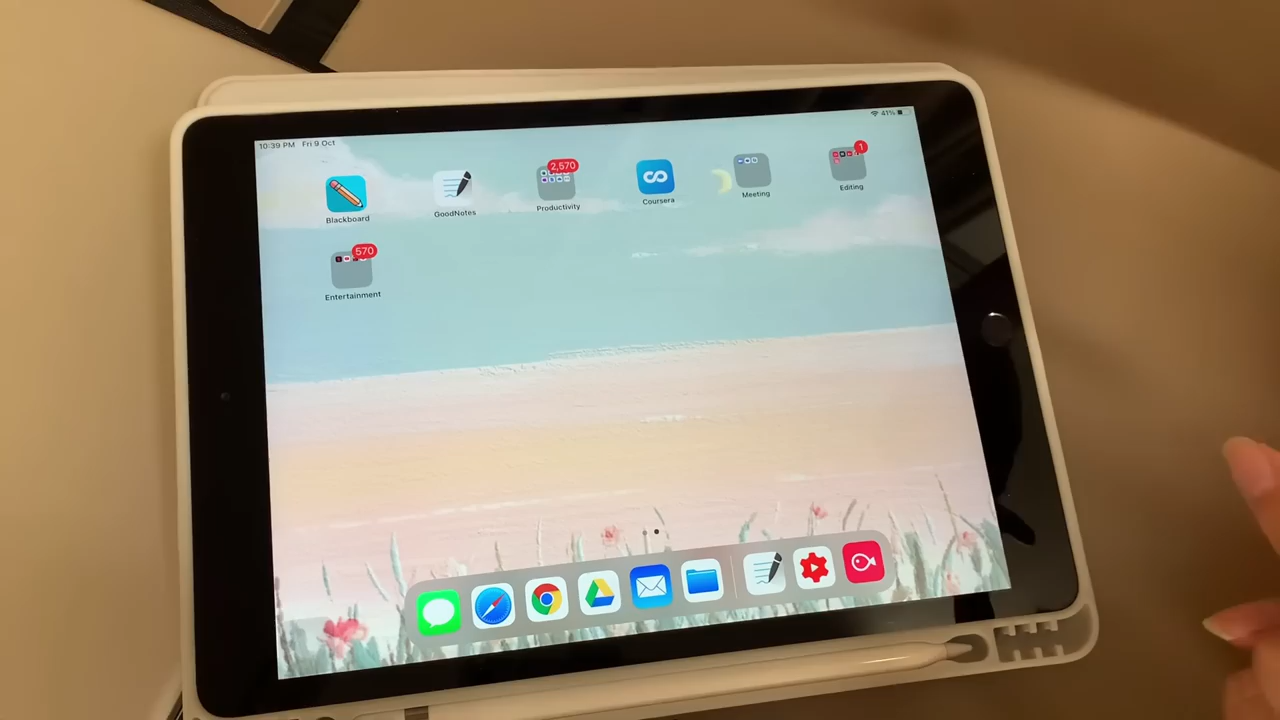 10:39 PM Fri 9 Oct
41%
Blackboard
GoodNotes
2,570
Productivity
Coursera
Meeting
1
Editing
570
Entertainment